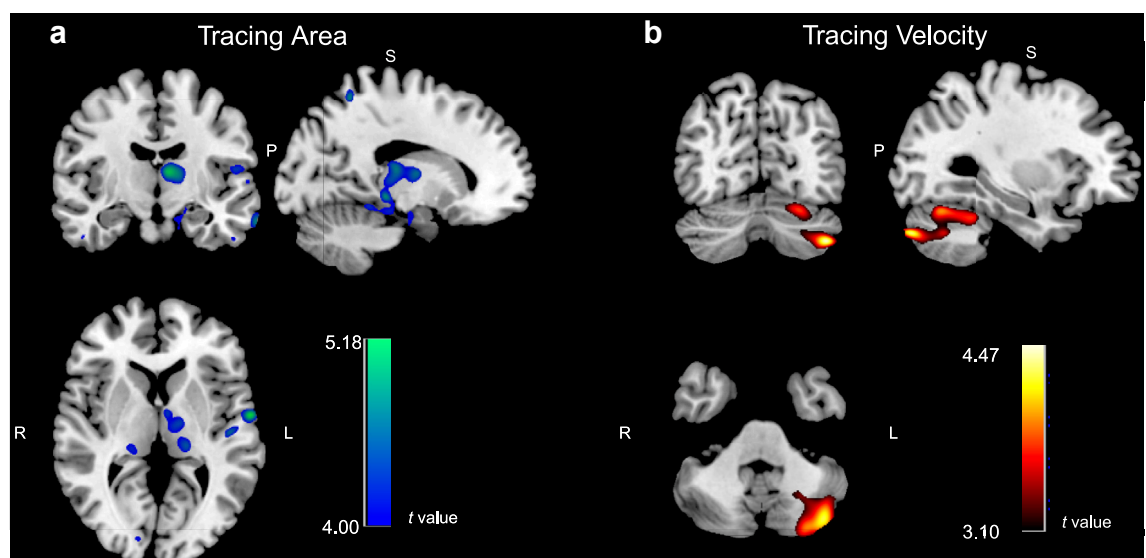 a Tracing Area
S
P
R
L
5.18
4.00
t value
b Tracing Velocity
S
P
R
L
4.47
3.10
t value